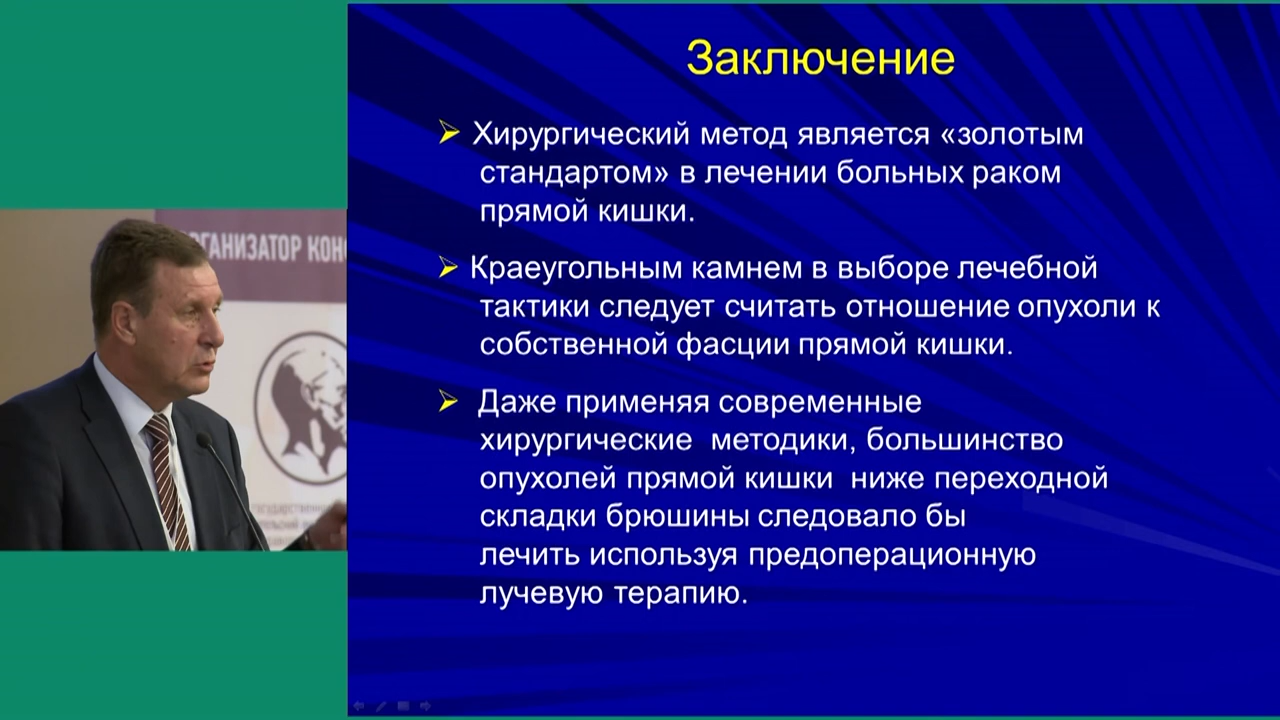 Заключение
Хирургический метод является «золотым
стандартом» в лечении больных раком
прямой кишки.
Краеугольным камнем в выборе лечебной
тактики следует считать отношение опухоли к
собственной фасции прямой кишки.
Даже применяя современные
хирургические методики, большинство
опухолей прямой кишки ниже переходной
складки брюшины следовало бы
лечить используя предоперационную
лучевую терапию.
ОРГАНИЗАТОР